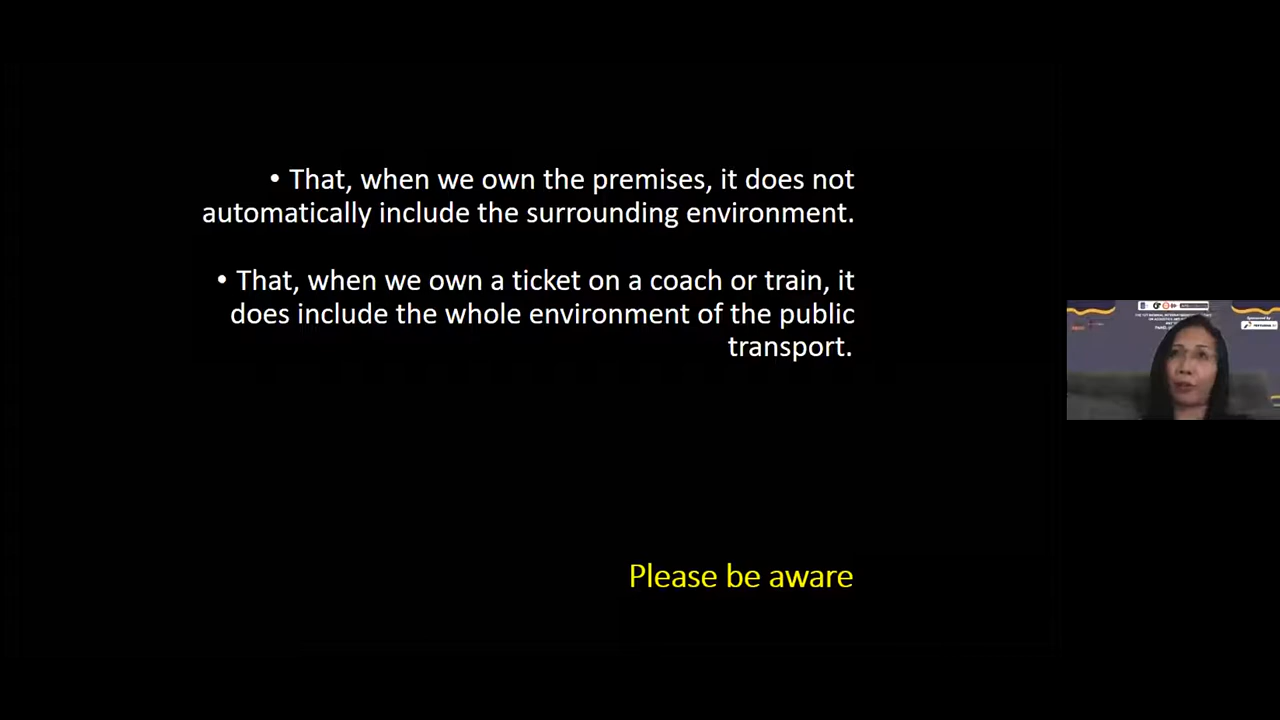 • That, when we own the premises, it does not
automatically include the surrounding environment.
• That, when we own a ticket on a coach or train, it
does include the whole environment of the public
transport.
Please be aware